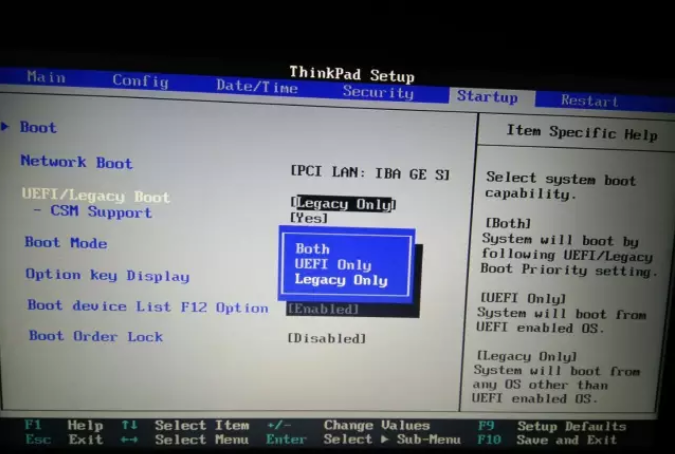 ThinkPad Setup
Main Config Date/Time Security Startup Restart
Boot
Network Boot [PCI LAN: IBA GE S]
UEFI/Legacy Boot [Legacy Only]
- CSM Support [Yes]
Boot Mode
Option key Display
Boot device List F12 Option [Enabled]
Boot Order Lock [Disabled]
Both
UEFI Only
Legacy Only
Item Specific Help
Select system boot
capability.
[Both]
System will boot by
following UEFI/Legacy
Boot Priority setting.
[UEFI Only]
System will boot from
UEFI enabled OS.
[Legacy Only]
System will boot from
any OS other than
UEFI enabled OS.
F1 Help ↑↓ Select Item +/- Change Values F9 Setup Defaults
Esc Exit ←→ Select Menu Enter Select ▶ Sub-Menu F10 Save and Exit